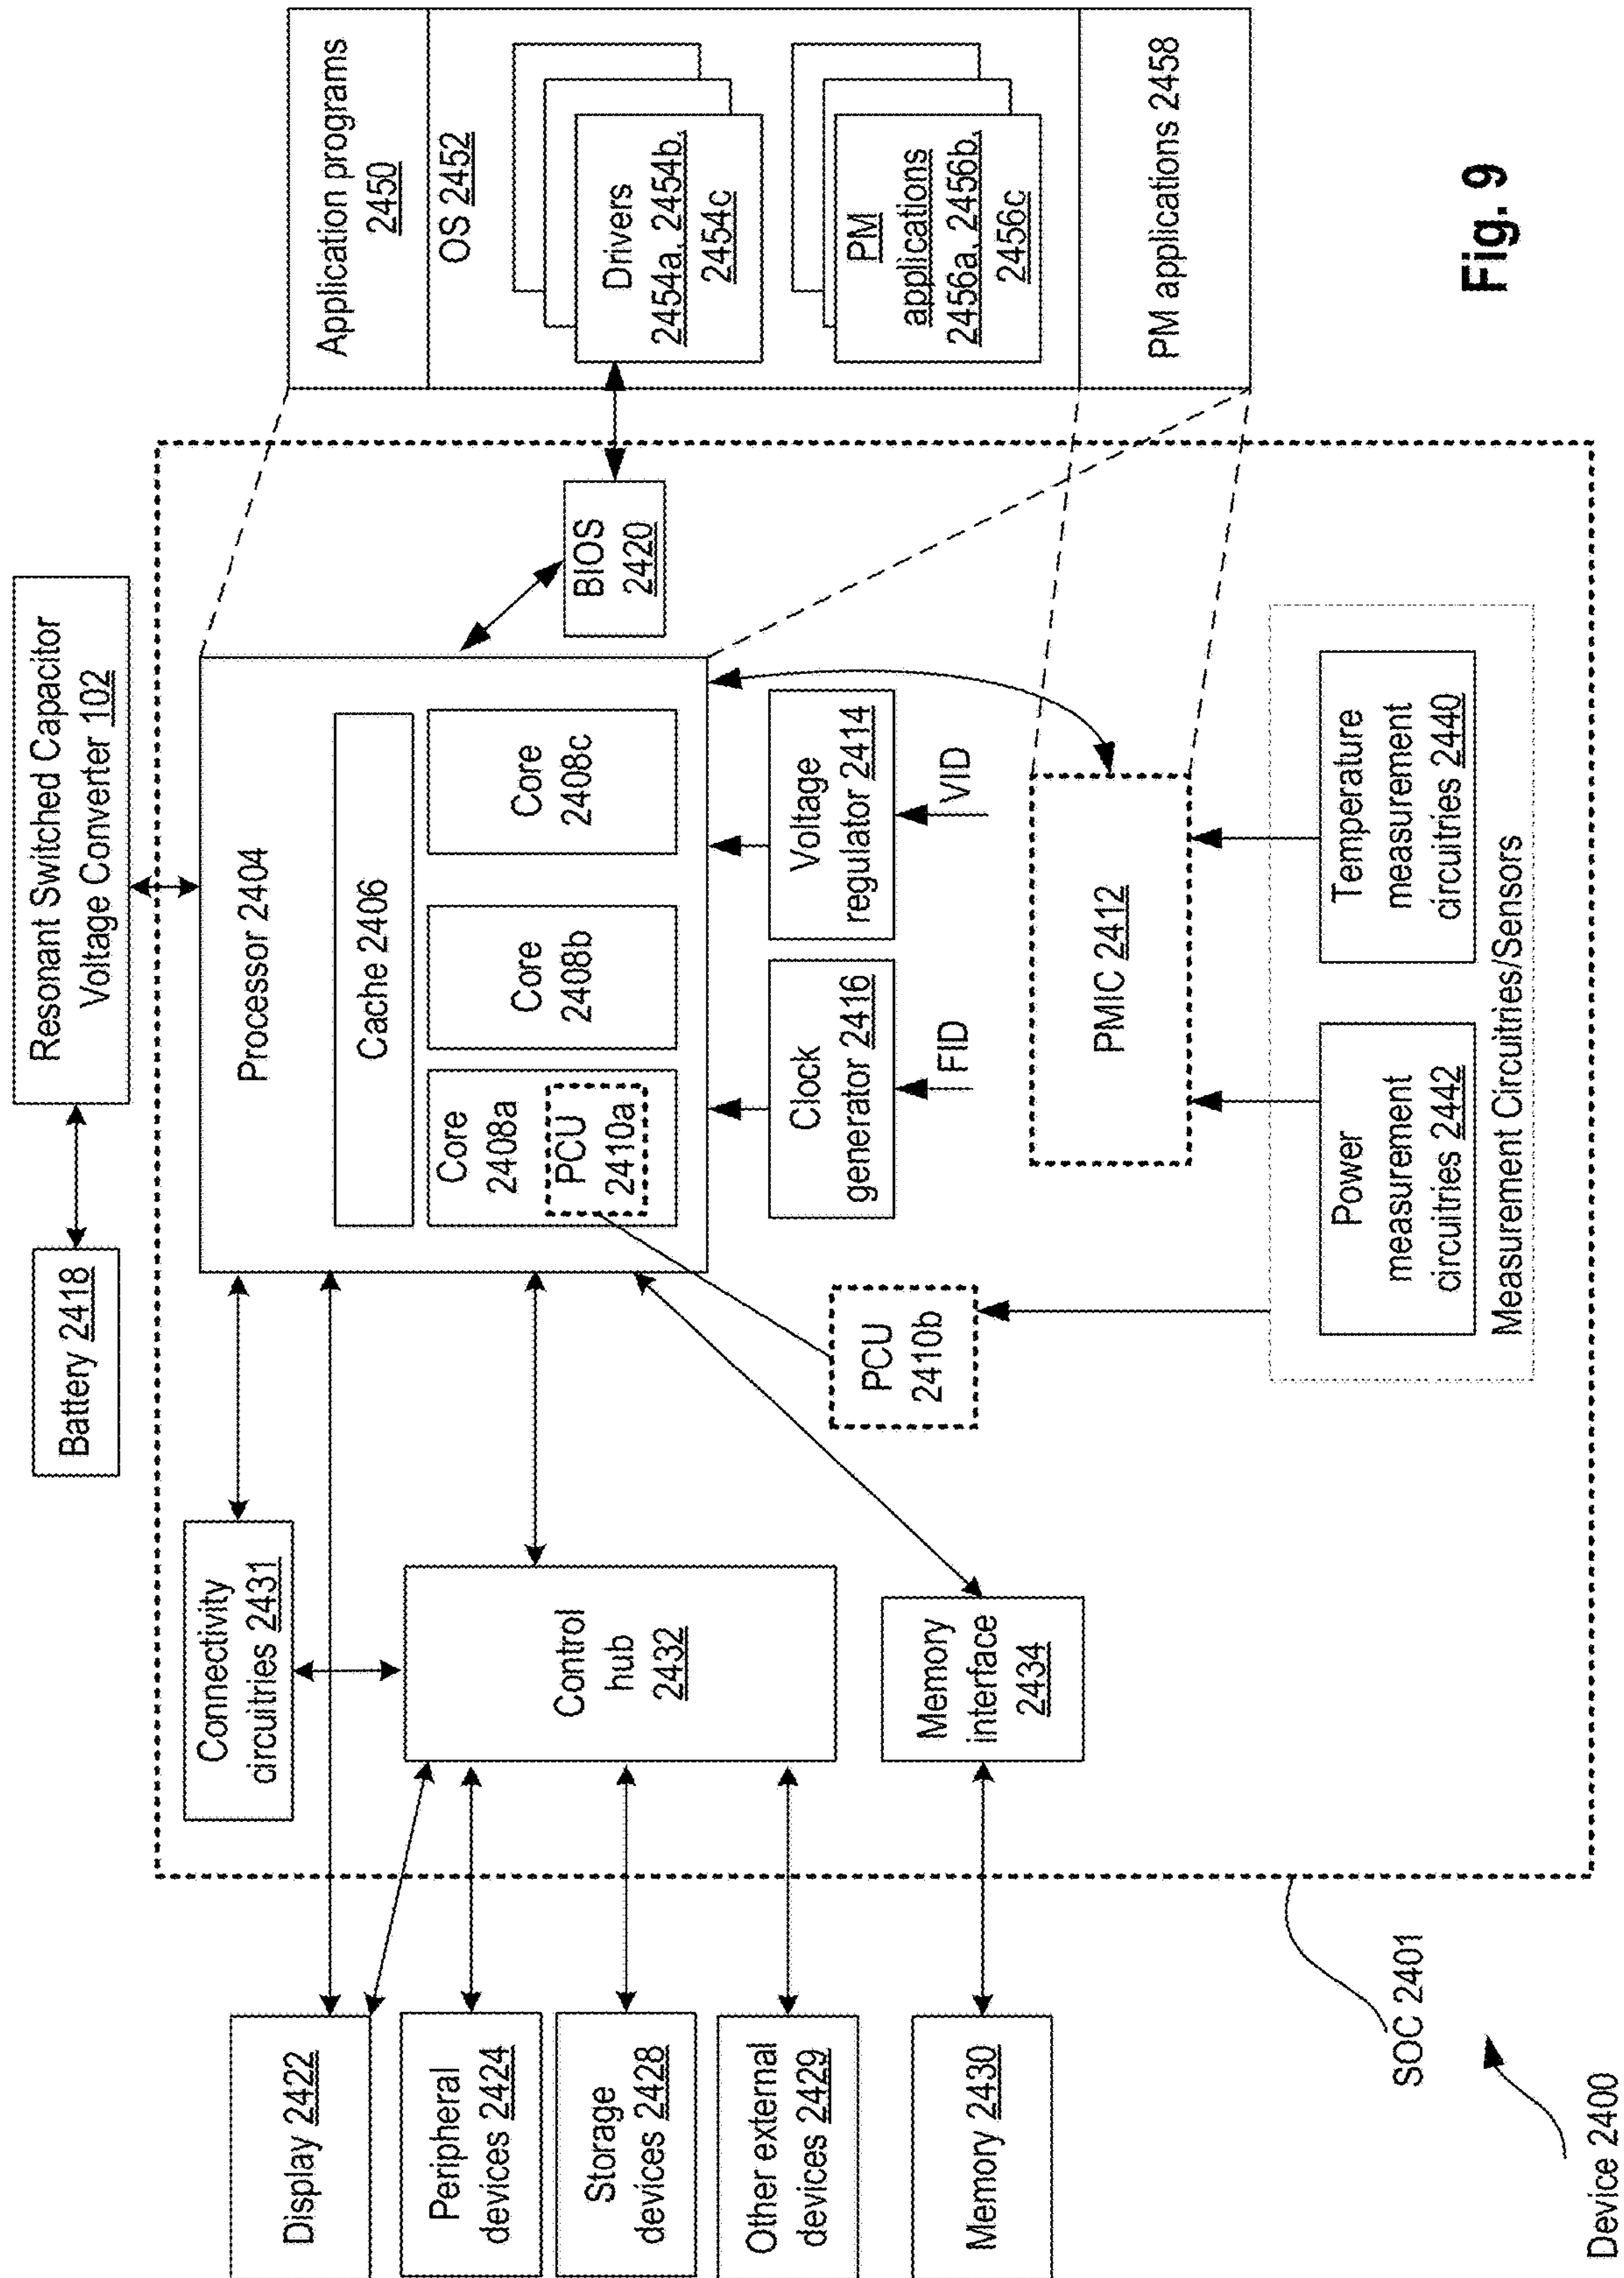 Battery 2418
Resonant Switched Capacitor
Voltage Converter 102
Display 2422
Peripheral
devices 2424
Storage
devices 2428
Other external
devices 2429
Memory 2430
Connectivity
circuitries 2431
Control
hub
2432
Memory
interface
2434
Processor 2404
Cache 2406
Core
2408a
PCU
2410a
Core
2408b
Core
2408c
PCU
2410b
Clock
generator 2416
FID
Voltage
regulator 2414
VID
BIOS
2420
PMIC 2412
Power
measurement
circuitries 2442
Temperature
measurement
circuitries 2440
Measurement Circuitries/Sensors
Application programs
2450
OS 2452
Drivers
2454a, 2454b,
2454c
PM
applications
2456a, 2456b,
2456c
PM applications 2458
SOC 2401
Device 2400
Fig. 9